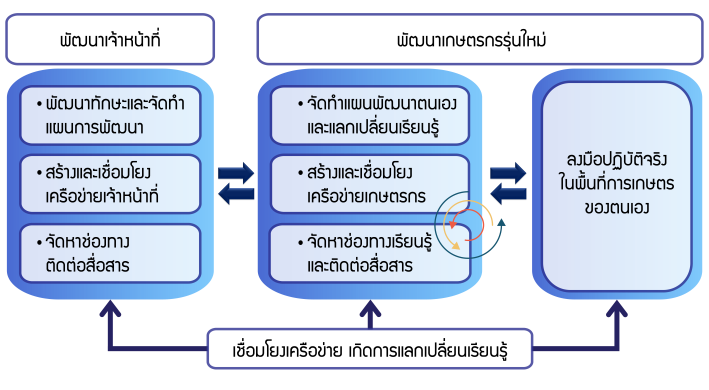 พัฒนาเจ้าหน้าที่
พัฒนาเกษตรกรรุ่นใหม่
• พัฒนาทักษะและจัดทำ
แผนการพัฒนา
• สร้างและเชื่อมโยง
เครือข่ายเจ้าหน้าที่
• จัดหาช่องทาง
ติดต่อสื่อสาร
• จัดทำแผนพัฒนาตนเอง
และแลกเปลี่ยนเรียนรู้
• สร้างและเชื่อมโยง
เครือข่ายเกษตรกร
• จัดหาช่องทางเรียนรู้
และติดต่อสื่อสาร
ลงมือปฏิบัติจริง
ในพื้นที่การเกษตร
ของตนเอง
เชื่อมโยงเครือข่าย เกิดการแลกเปลี่ยนเรียนรู้